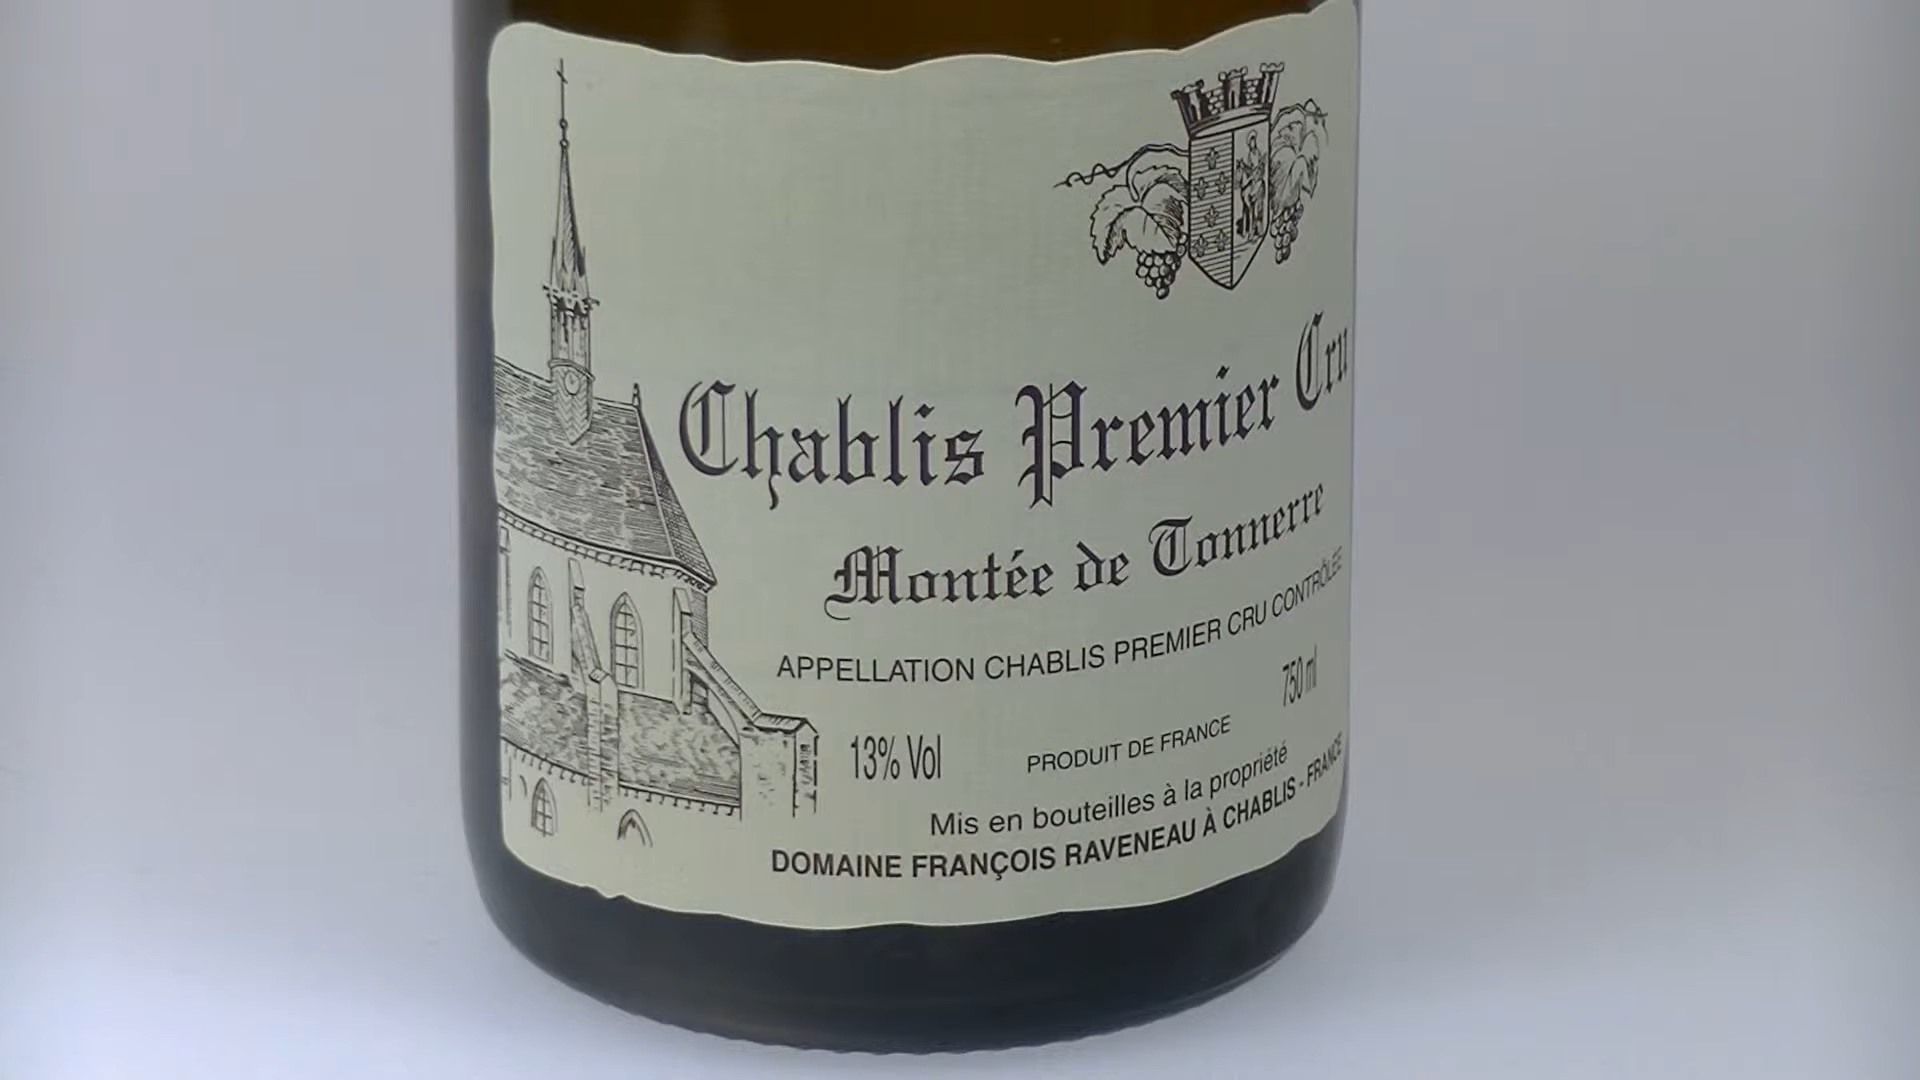 Chablis Premier Cru
Montée de Tonnerre
APPELLATION CHABLIS PREMIER CRU CONTRÔLÉE
750 ml
13% Vol
PRODUIT DE FRANCE
Mis en bouteilles à la propriété
DOMAINE FRANÇOIS RAVENEAU À CHABLIS - FRANCE